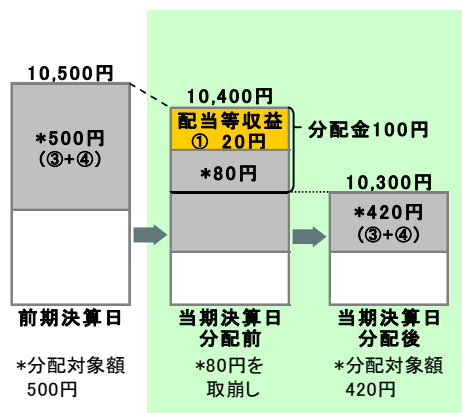 10,500円
*500円
(③+④)
前期決算日
*分配対象額
500円
10,400円
配当等収益
① 20円
*80円
分配金100円
当期決算日
分配前
*80円を
取崩し
10,300円
*420円
(③+④)
当期決算日
分配後
*分配対象額
420円